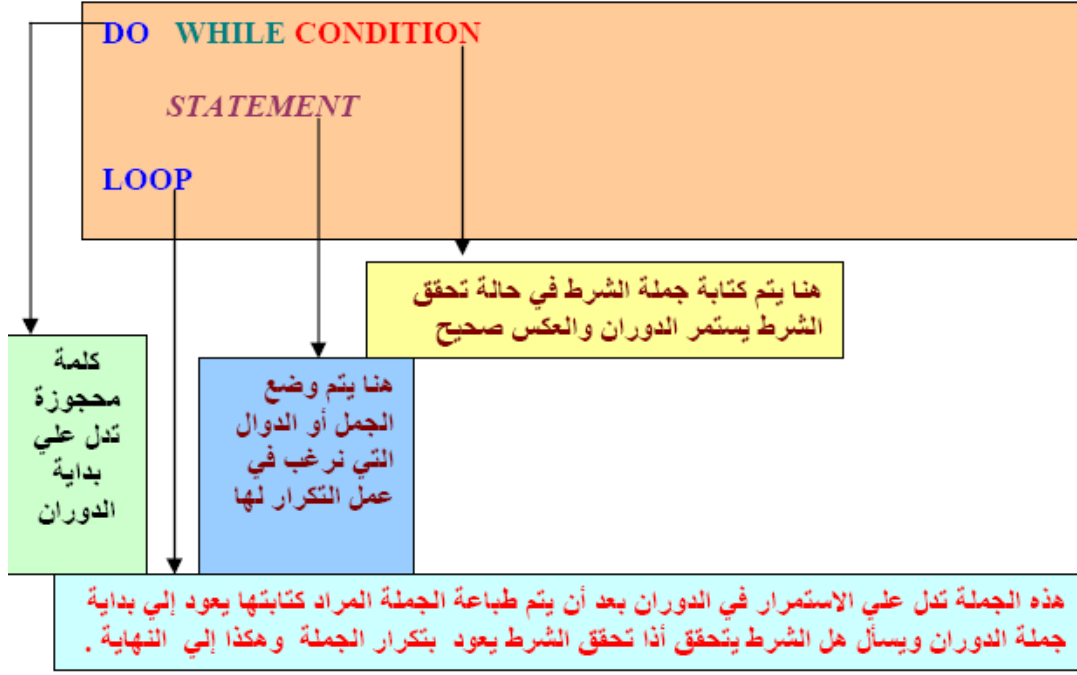 DO WHILE CONDITION
STATEMENT
LOOP
هنا يتم كتابة جملة الشرط في حالة تحقق
الشرط يستمر الدوران والعكس صحيح
كلمة
محجوزة
تدل علي
بداية
الدوران
هنا يتم وضع
الجمل أو الدوال
التي نرغب في
عمل التكرار لها
هذه الجملة تدل علي الاستمرار في الدوران بعد أن يتم طباعة الجملة المراد كتابتها يعود إلي بداية
جملة الدوران ويسأل هل الشرط يتحقق أذا تحقق الشرط يعود بتكرار الجملة وهكذا إلي النهاية .